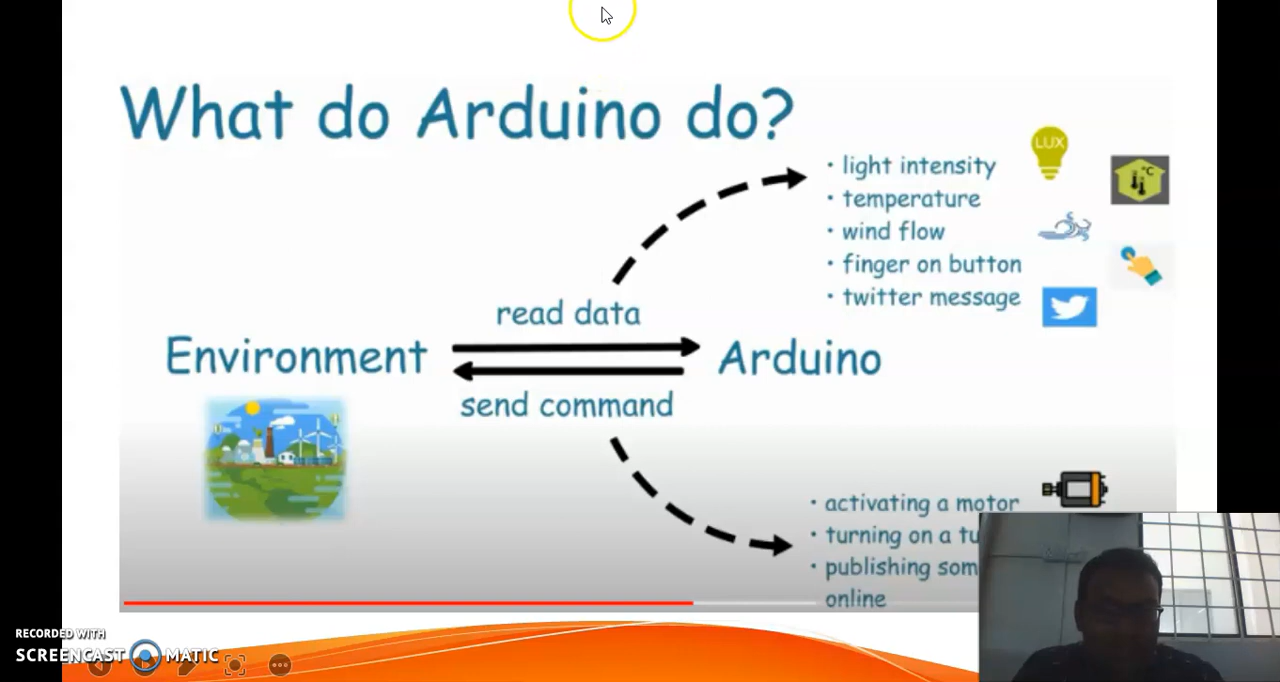 What do Arduino do?
LUX
· light intensity
°C
· temperature
· wind flow
· finger on button
· twitter message
read data
Environment
Arduino
send command
· activating a motor
· turning on a
· publishing
online
RECORDED WITH
SCREENCAST MATIC